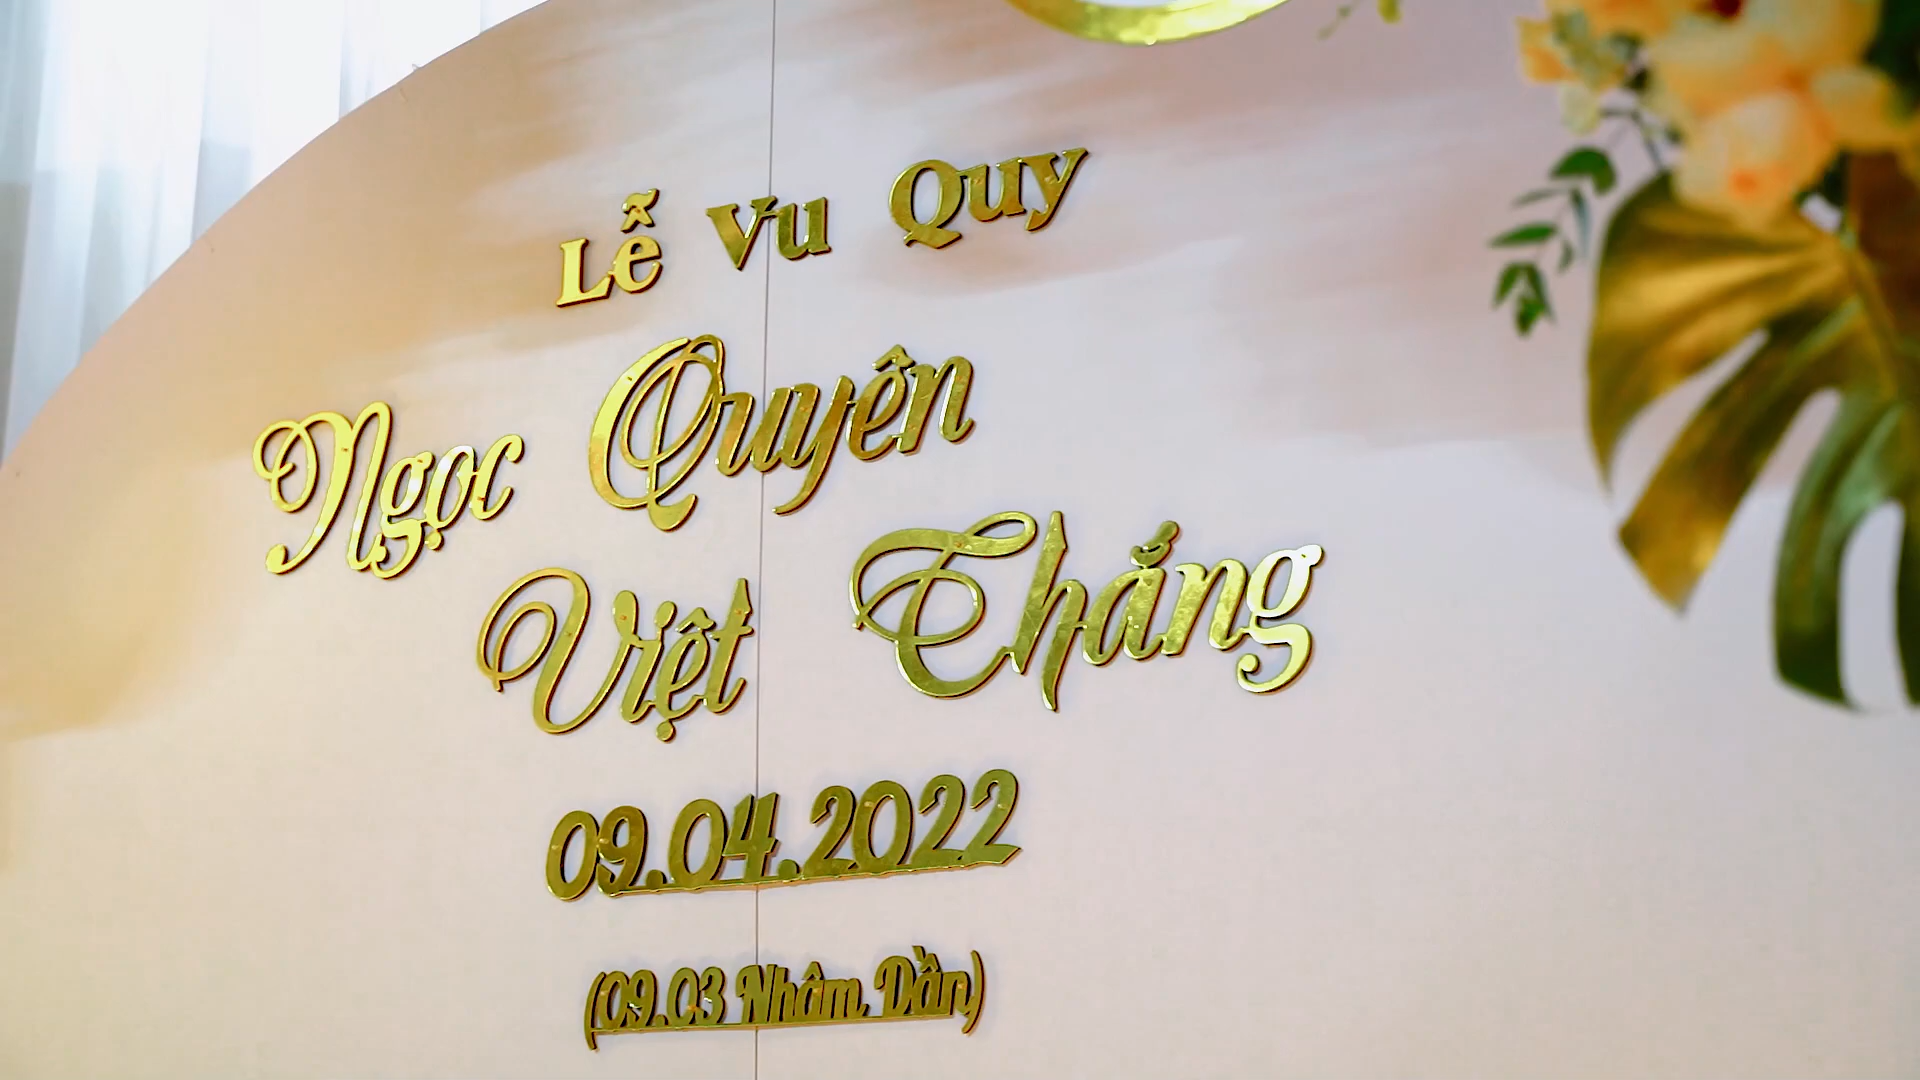 Lễ Vu Quy
Ngọc Quyên
Việt Thắng
09.04.2022
(09.03 Nhâm Dần)